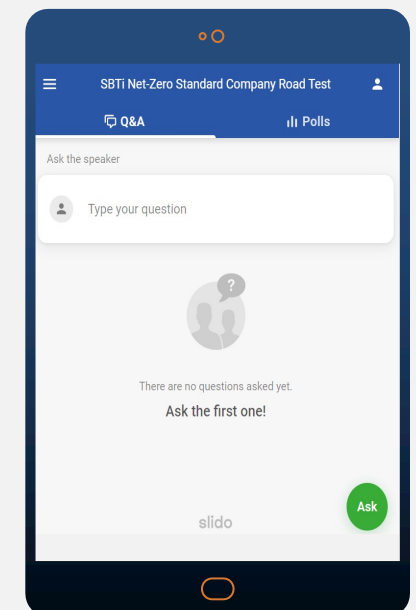 SBTi Net-Zero Standard Company Road Test
Q&A
Polls
Ask the speaker
Type your question
?
There are no questions asked yet.
Ask the first one!
Ask
slido